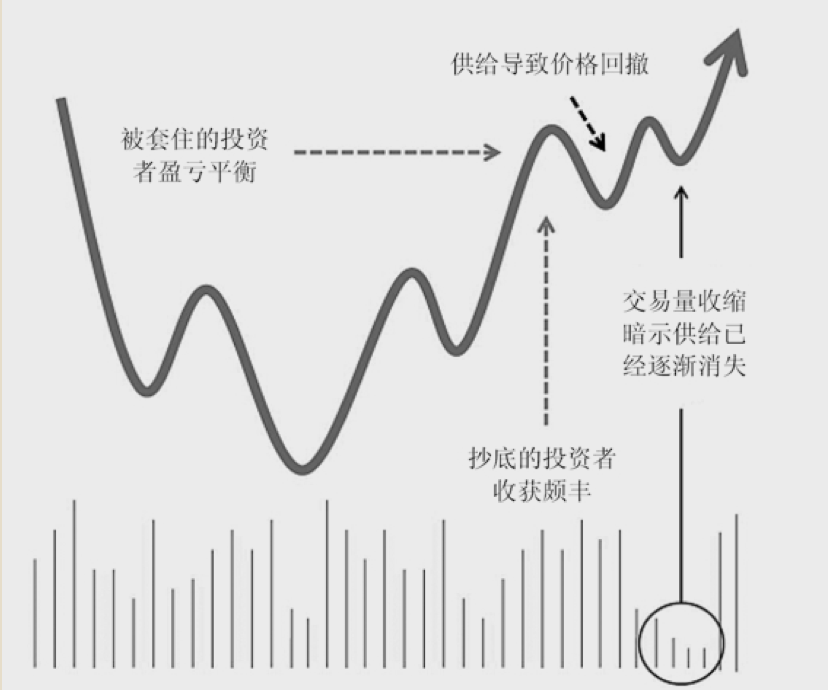 供给导致价格回撤
被套住的投资
者盈亏平衡
交易量收缩
暗示供给已
经逐渐消失
抄底的投资者
收获颇丰